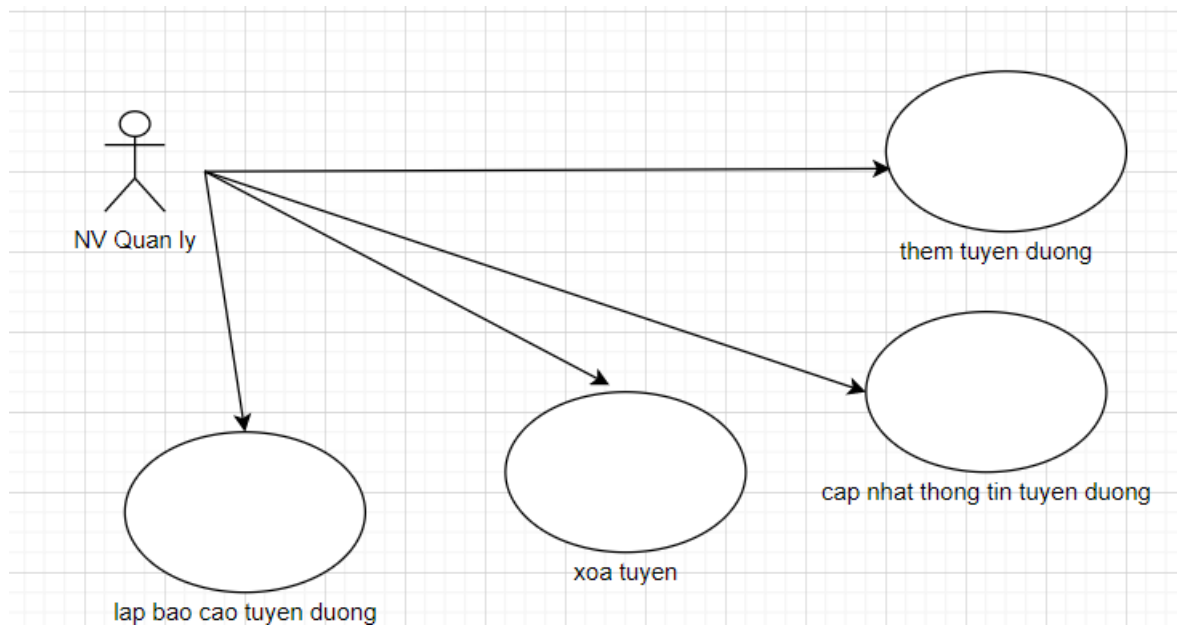 NV Quan ly
them tuyen duong
cap nhat thong tin tuyen duong
xoa tuyen
lap bao cao tuyen duong